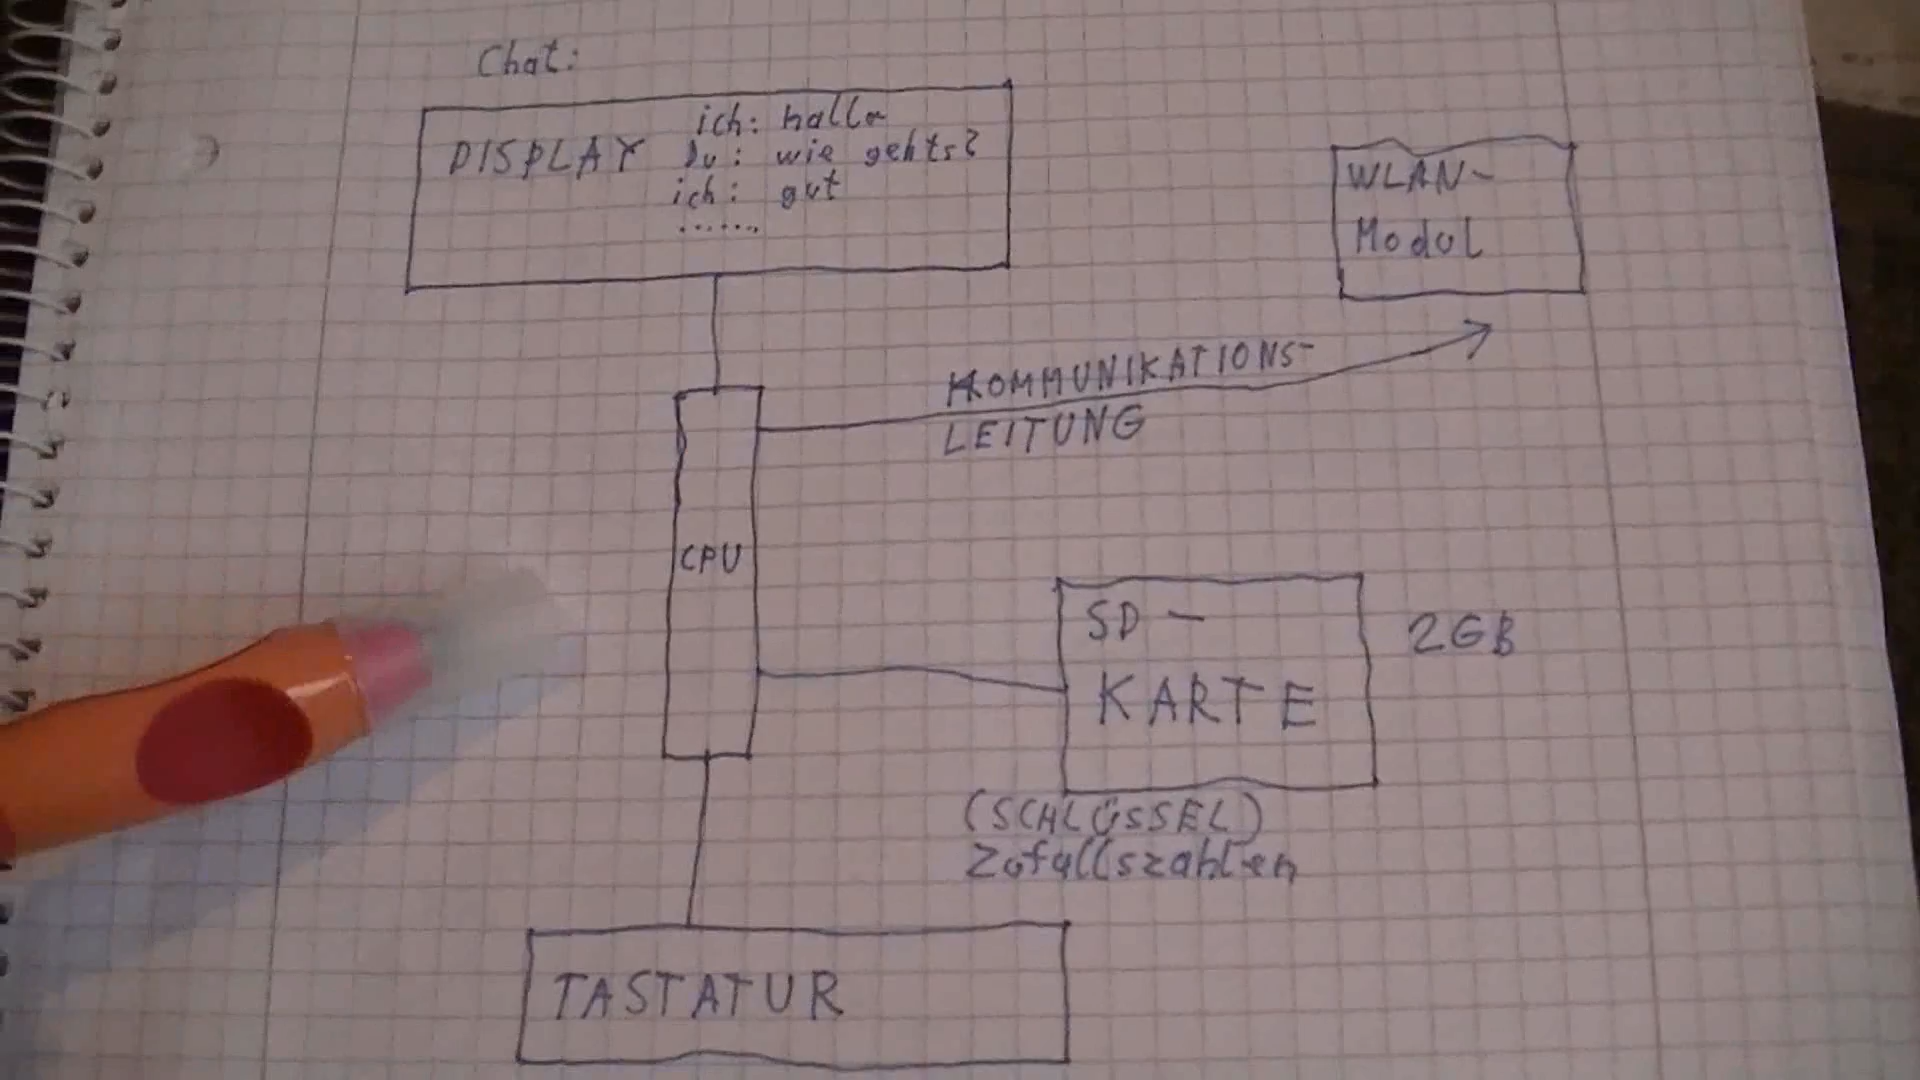 Chat:
ich: hallo
DISPLAY Du: wie gehts?
ich: gut
......
WLAN-
Modul
KOMMUNIKATIONS-
LEITUNG
CPU
SD-
KARTE
2GB
(SCHLÜSSEL)
Zufallszahlen
TASTATUR